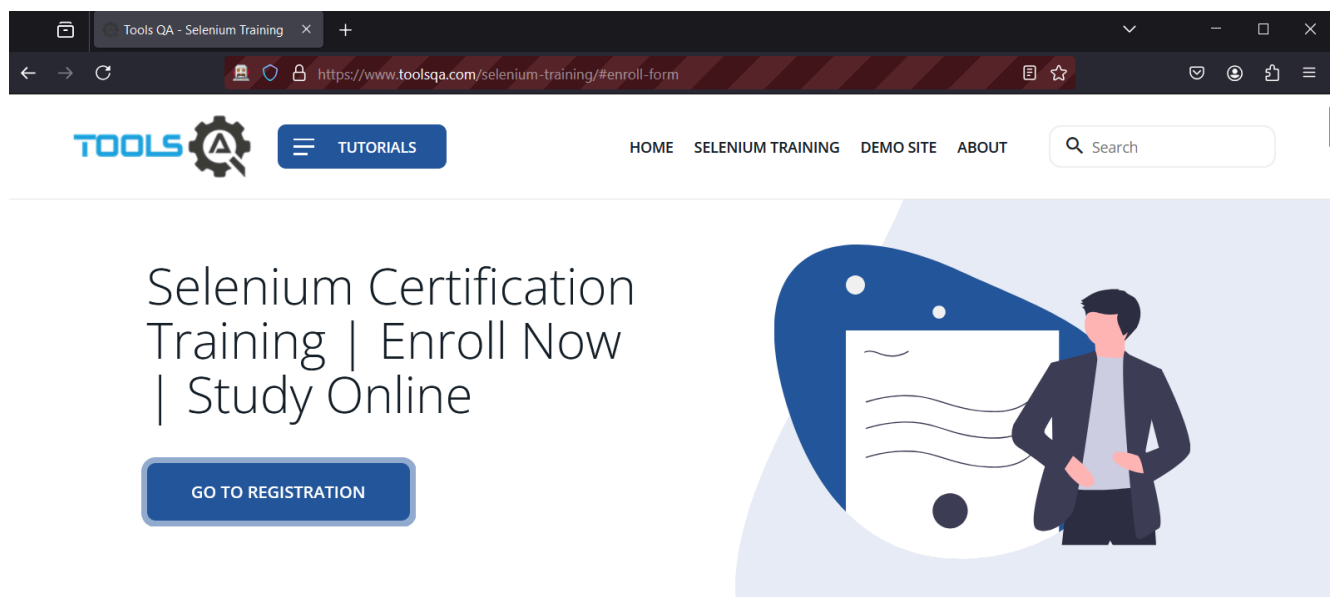 Tools QA - Selenium Training
https://www.toolsqa.com/selenium-training/#enroll-form
TOOLS QA
TUTORIALS
HOME SELENIUM TRAINING DEMO SITE ABOUT
Search
Selenium Certification
Training | Enroll Now
| Study Online
GO TO REGISTRATION